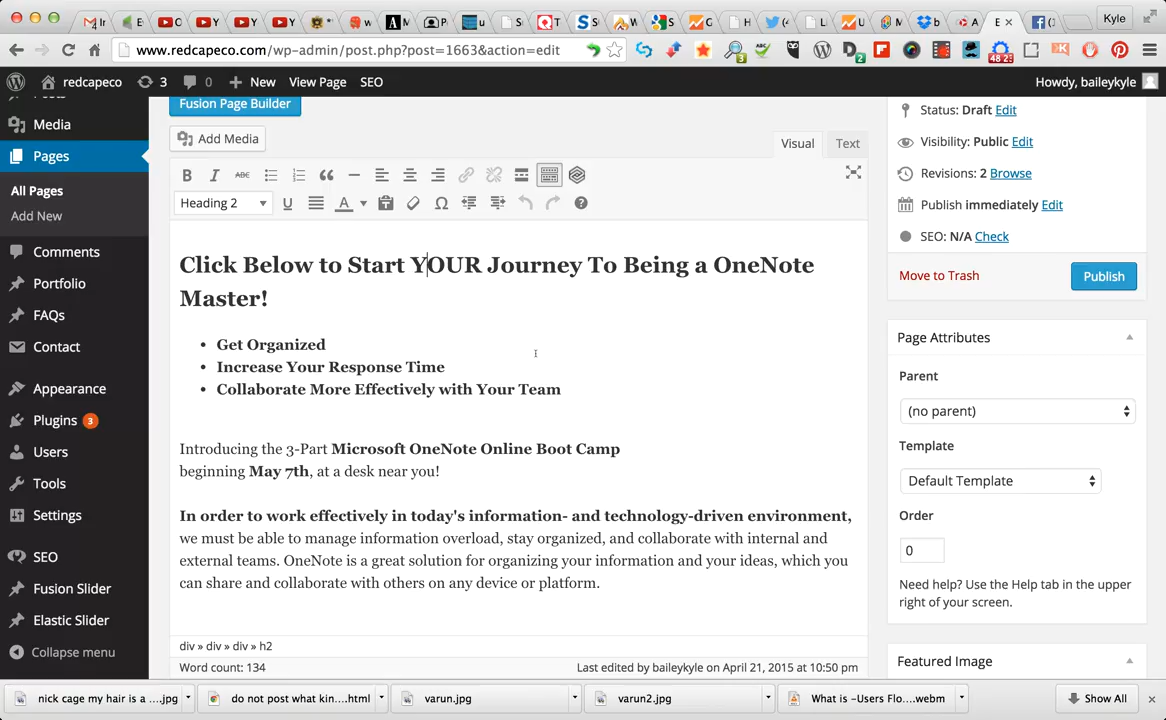 Kyle
www.redcapeco.com/wp-admin/post.php?post=1663&action=edit
redcapeco 3 0 New View Page SEO Howdy, baileykyle
Media
Pages
All Pages
Add New
Comments
Portfolio
FAQs
Contact
Appearance
Plugins 3
Users
Tools
Settings
SEO
Fusion Slider
Elastic Slider
Collapse menu
Fusion Page Builder
Add Media
Visual Text
B I ABC
Heading 2 U A Ω
Click Below to Start YOUR Journey To Being a OneNote
Master!
• Get Organized
• Increase Your Response Time
• Collaborate More Effectively with Your Team
Introducing the 3-Part Microsoft OneNote Online Boot Camp
beginning May 7th, at a desk near you!
In order to work effectively in today's information- and technology-driven environment,
we must be able to manage information overload, stay organized, and collaborate with internal and
external teams. OneNote is a great solution for organizing your information and your ideas, which you
can share and collaborate with others on any device or platform.
div » div » div » h2
Word count: 134 Last edited by baileykyle on April 21, 2015 at 10:50 pm
Status: Draft Edit
Visibility: Public Edit
Revisions: 2 Browse
Publish immediately Edit
SEO: N/A Check
Move to Trash Publish
Page Attributes
Parent
(no parent)
Template
Default Template
Order
0
Need help? Use the Help tab in the upper
right of your screen.
Featured Image
nick cage my hair is a ....jpg do not post what kin....html varun.jpg varun2.jpg What is -Users Flo....webm Show All